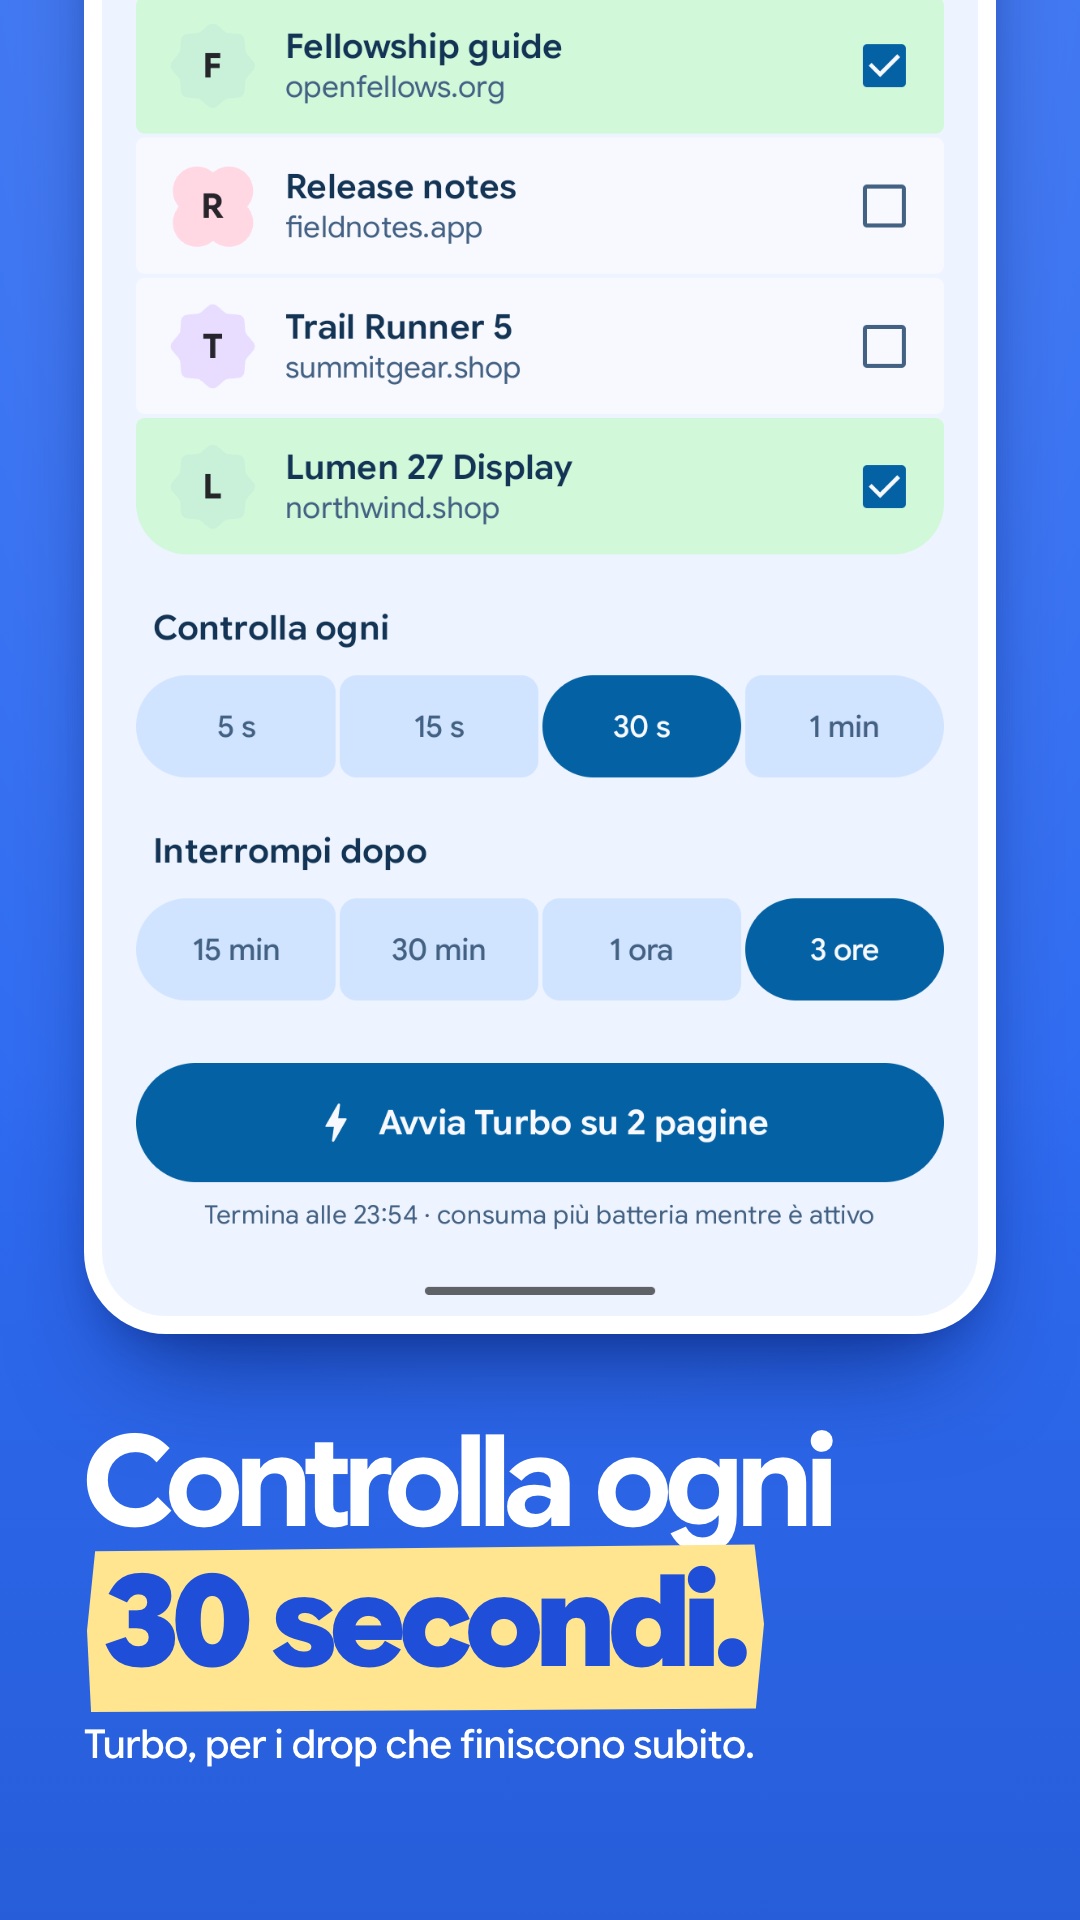 F
Fellowship guide
openfellows.org
R
Release notes
fieldnotes.app
T
Trail Runner 5
summitgear.shop
L
Lumen 27 Display
northwind.shop
Controlla ogni
5 s
15 s
30 s
1 min
Interrompi dopo
15 min
30 min
1 ora
3 ore
Avvia Turbo su 2 pagine
Termina alle 23:54 · consuma più batteria mentre è attivo
Controlla ogni
30 secondi.
Turbo, per i drop che finiscono subito.